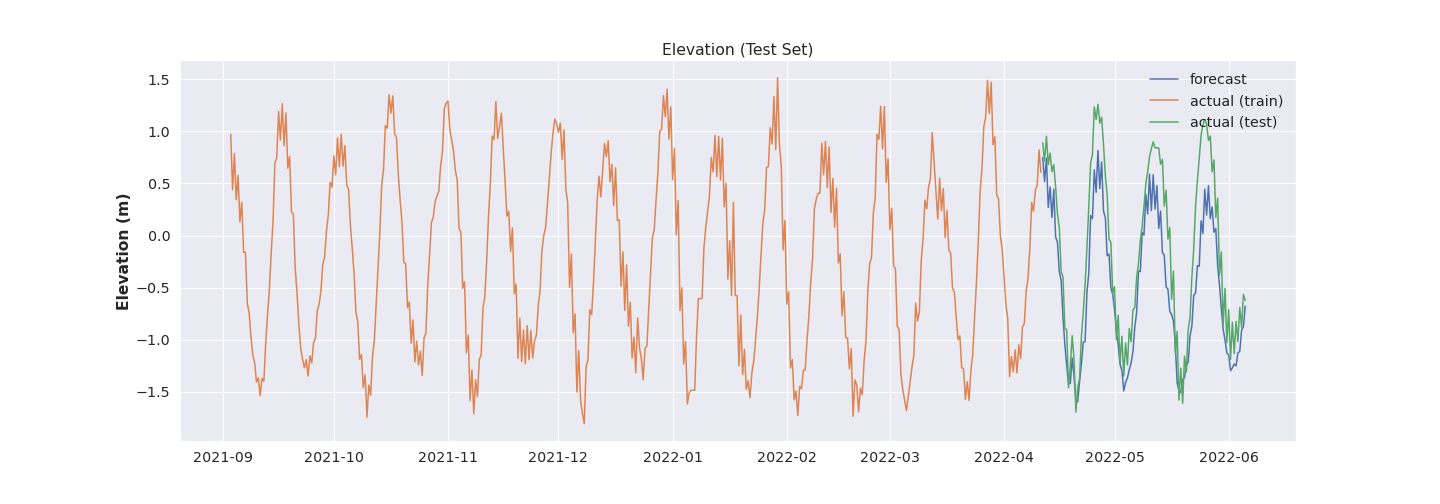 Elevation (Test Set)
Elevation (m)
1.5
1.0
0.5
0.0
−0.5
−1.0
−1.5
forecast
actual (train)
actual (test)
2021-09 2021-10 2021-11 2021-12 2022-01 2022-02 2022-03 2022-04 2022-05 2022-06